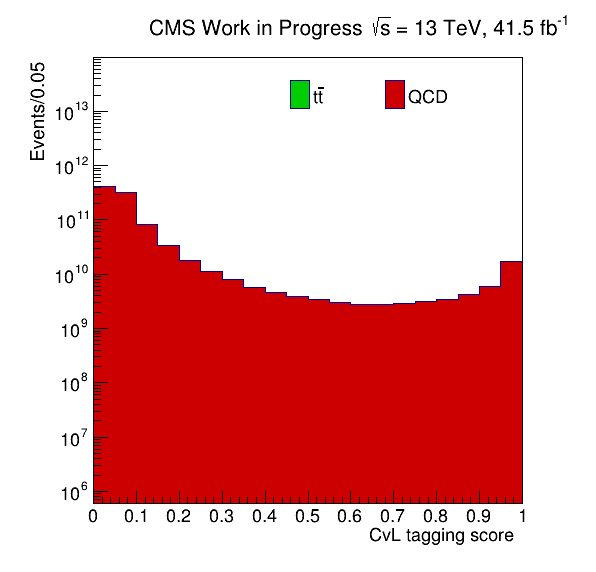 CMS Work in Progress √s = 13 TeV, 41.5 fb⁻¹
Events/0.05
tt̄
QCD
10¹³
10¹²
10¹¹
10¹⁰
10⁹
10⁸
10⁷
10⁶
0 0.1 0.2 0.3 0.4 0.5 0.6 0.7 0.8 0.9 1
CvL tagging score